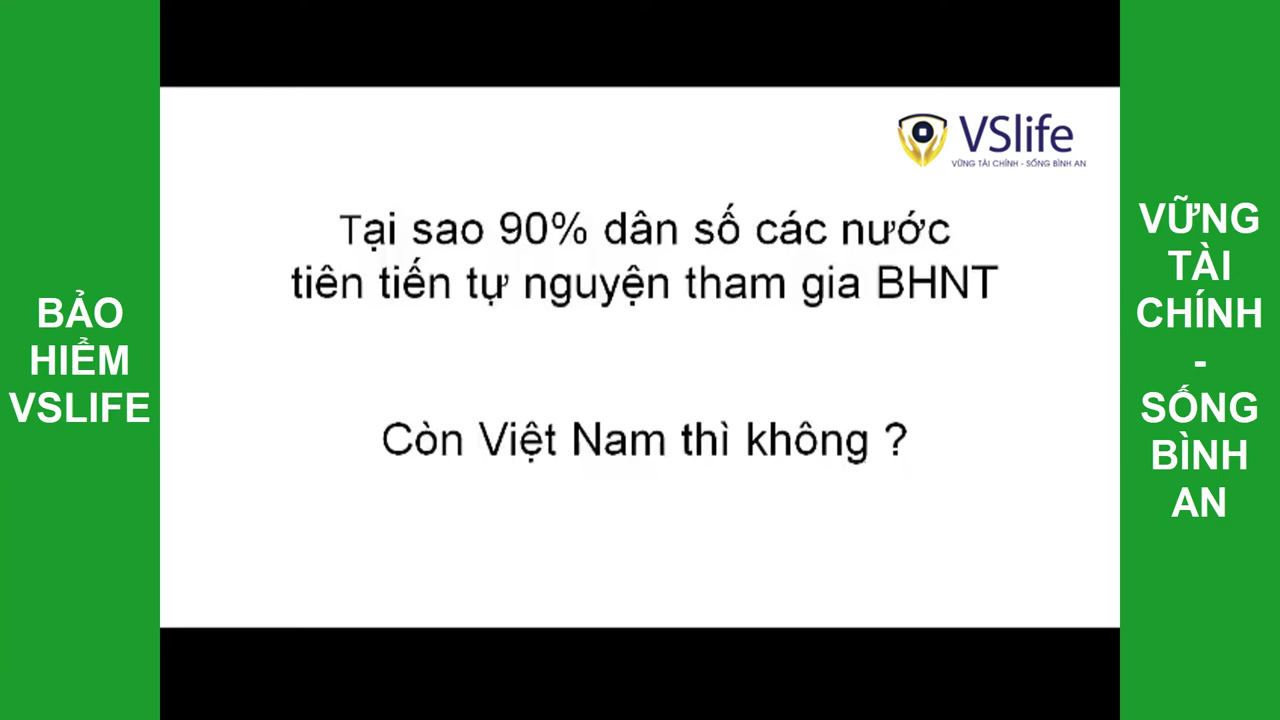 BẢO
HIỂM
VSLIFE
VSlife
VỮNG TÀI CHÍNH - SỐNG BÌNH AN
Tại sao 90% dân số các nước
tiên tiến tự nguyện tham gia BHNT
Còn Việt Nam thì không ?
VỮNG
TÀI
CHÍNH
-
SỐNG
BÌNH
AN